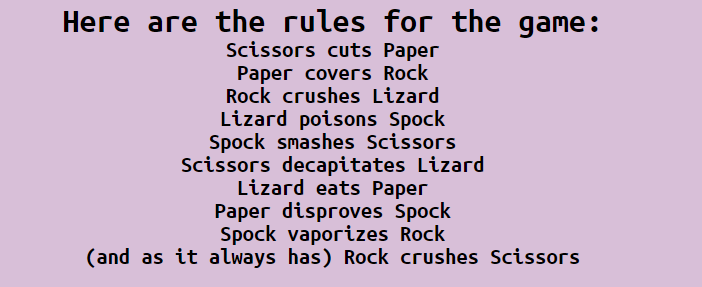 Here are the rules for the game:
Scissors cuts Paper
Paper covers Rock
Rock crushes Lizard
Lizard poisons Spock
Spock smashes Scissors
Scissors decapitates Lizard
Lizard eats Paper
Paper disproves Spock
Spock vaporizes Rock
(and as it always has) Rock crushes Scissors